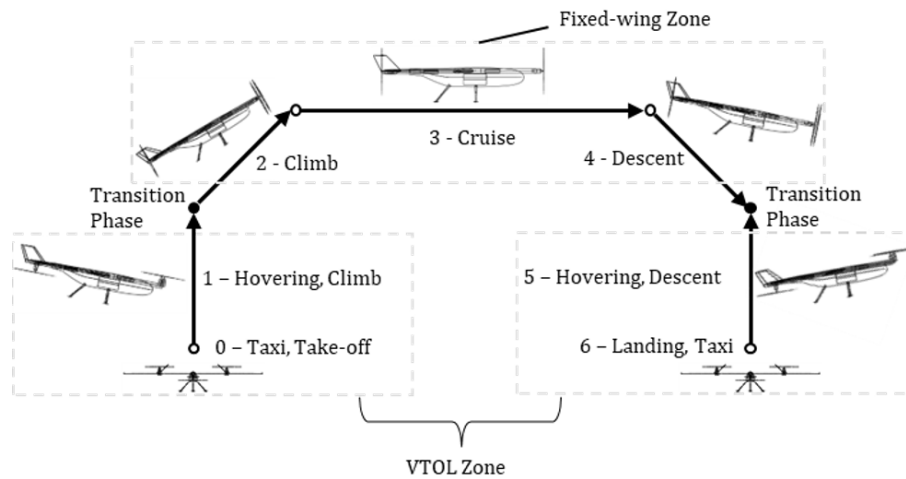 Fixed-wing Zone
3 - Cruise
2 - Climb
4 - Descent
Transition
Phase
Transition
Phase
1 – Hovering, Climb
5 – Hovering, Descent
0 – Taxi, Take-off
6 – Landing, Taxi
VTOL Zone